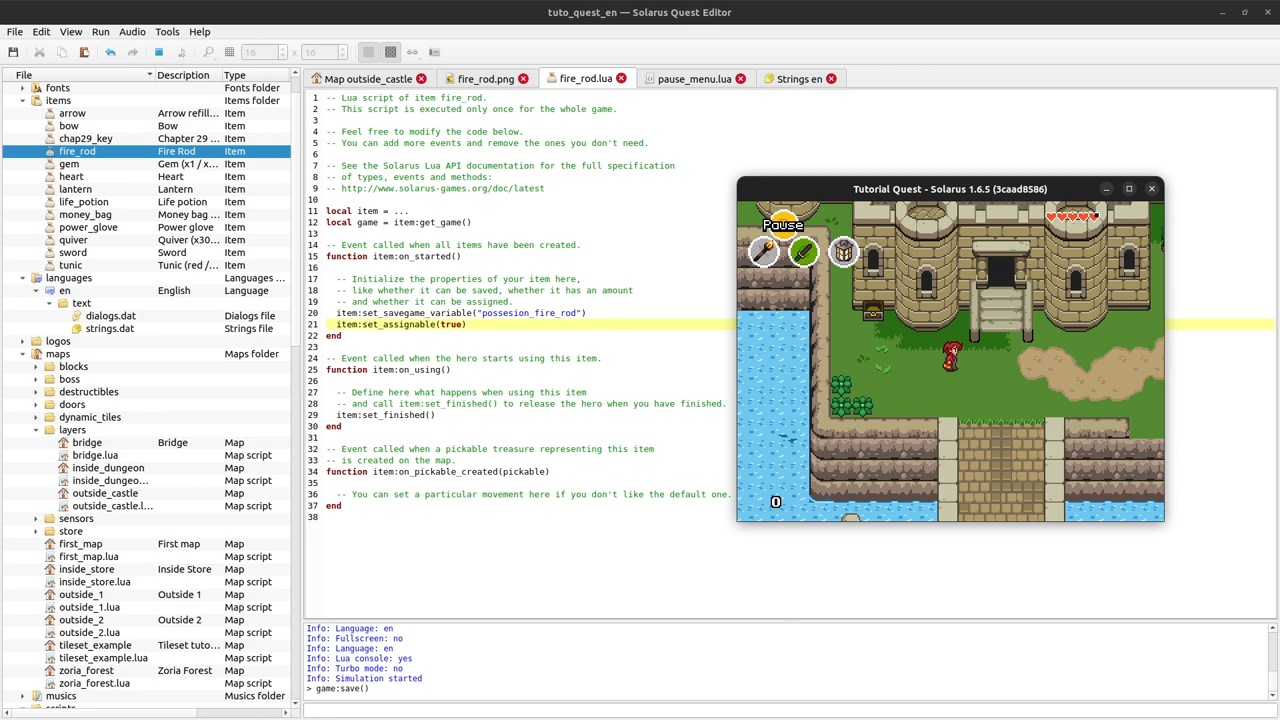 tuto_quest_en — Solarus Quest Editor
File Edit View Run Audio Tools Help
16 x 16
File Description Type
fonts Fonts folder
items Items folder
arrow Arrow refill... Item
bow Bow Item
chap29_key Chapter 29 ... Item
fire_rod Fire Rod Item
gem Gem (x1 / x... Item
heart Heart Item
lantern Lantern Item
life_potion Life potion Item
money_bag Money bag ... Item
power_glove Power glove Item
quiver Quiver (x30... Item
sword Sword Item
tunic Tunic (red /... Item
languages Languages ...
en English Language
text
dialogs.dat Dialogs file
strings.dat Strings file
logos
maps Maps folder
blocks
boss
destructibles
doors
dynamic_tiles
layers
bridge Bridge Map
bridge.lua Map script
inside_dungeon Map
inside_dungeo... Map script
outside_castle Map
outside_castle.l... Map script
sensors
store
first_map First map Map
first_map.lua Map script
inside_store Inside Store Map
inside_store.lua Map script
outside_1 Outside 1 Map
outside_1.lua Map script
outside_2 Outside 2 Map
outside_2.lua Map script
tileset_example Tileset tuto... Map
tileset_example.lua Map script
zoria_forest Zoria Forest Map
zoria_forest.lua Map script
musics Musics folder
Map outside_castle fire_rod.png fire_rod.lua pause_menu.lua Strings en
1 -- Lua script of item fire_rod.
2 -- This script is executed only once for the whole game.
3
4 -- Feel free to modify the code below.
5 -- You can add more events and remove the ones you don't need.
6
7 -- See the Solarus Lua API documentation for the full specification
8 -- of types, events and methods:
9 -- http://www.solarus-games.org/doc/latest
10
11 local item = ...
12 local game = item:get_game()
13
14 -- Event called when all items have been created.
15 function item:on_started()
16
17 -- Initialize the properties of your item here,
18 -- like whether it can be saved, whether it has an amount
19 -- and whether it can be assigned.
20 item:set_savegame_variable("possesion_fire_rod")
21 item:set_assignable(true)
22 end
23
24 -- Event called when the hero starts using this item.
25 function item:on_using()
26
27 -- Define here what happens when using this item
28 -- and call item:set_finished() to release the hero when you have finished.
29 item:set_finished()
30 end
31
32 -- Event called when a pickable treasure representing this item
33 -- is created on the map.
34 function item:on_pickable_created(pickable)
35
36 -- You can set a particular movement here if you don't like the default one.
37 end
38
Tutorial Quest - Solarus 1.6.5 (3caad8586)
Pause
0
Info: Language: en
Info: Fullscreen: no
Info: Language: en
Info: Lua console: yes
Info: Turbo mode: no
Info: Simulation started
> game:save()